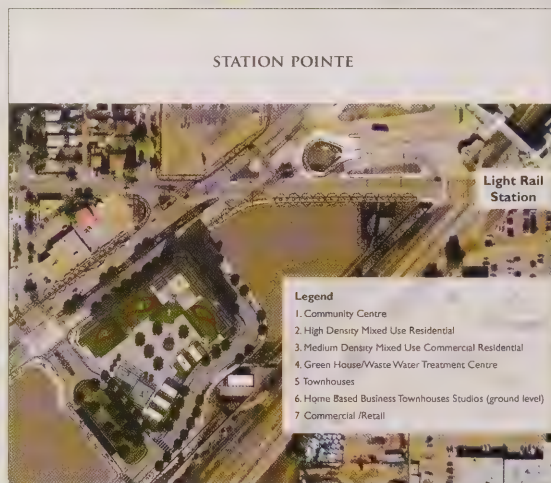 STATION POINTE
Light Rail
Station
Legend
1. Community Centre
2. High Density Mixed Use Residential
3. Medium Density Mixed Use Commercial Residential
4. Green House/Waste Water Treatment Centre
5 Townhouses
6. Home Based Business Townhouses Studios (ground level)
7 Commercial /Retail